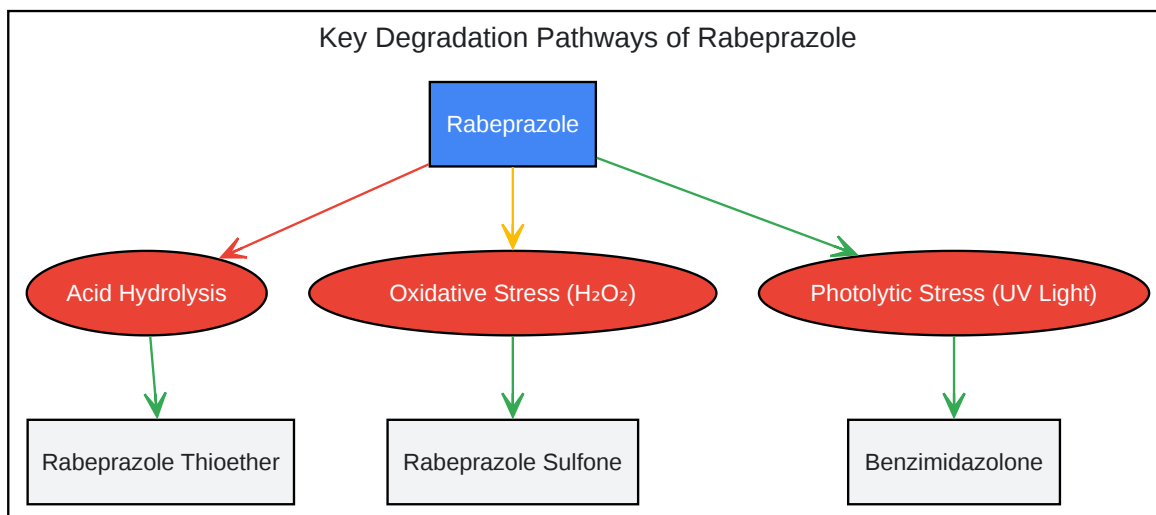 Key Degradation Pathways of Rabeprazole
Rabeprazole
Acid Hydrolysis
Oxidative Stress (H₂O₂)
Photolytic Stress (UV Light)
Rabeprazole Thioether
Rabeprazole Sulfone
Benzimidazolone